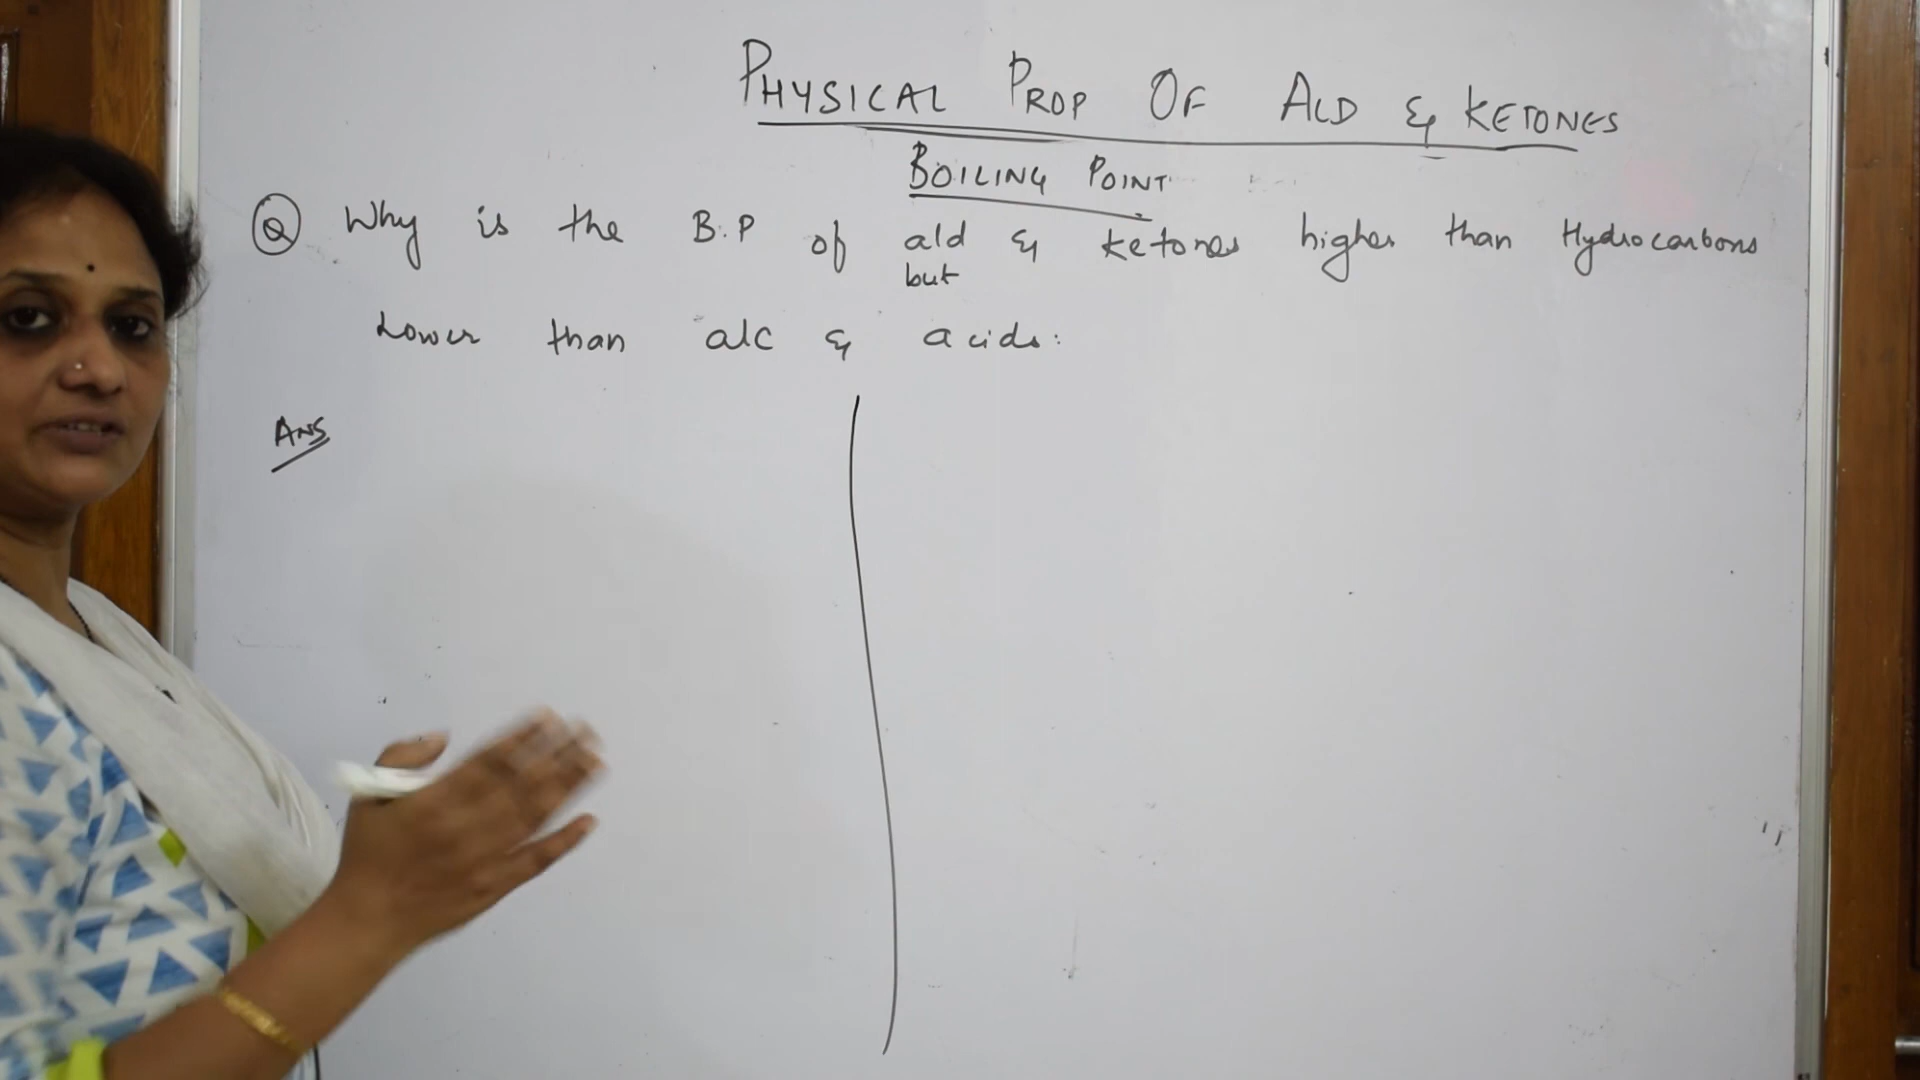 PHYSICAL PROP OF ALD & KETONES
BOILING POINT
Q Why is the B.P of ald & ketones higher than Hydrocarbons
but
Lower than alc & acids:
ANS